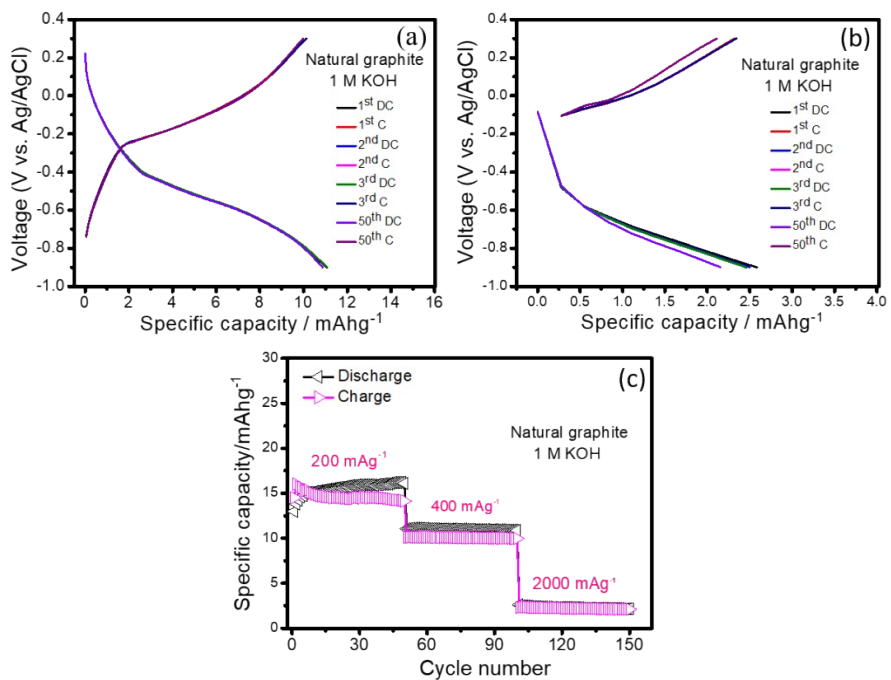 (a)
Natural graphite
1 M KOH
1st DC
1st C
2nd DC
2nd C
3rd DC
3rd C
50th DC
50th C
Voltage (V vs. Ag/AgCl)
0.4
0.2
0.0
-0.2
-0.4
-0.6
-0.8
-1.0
0 2 4 6 8 10 12 14 16
Specific capacity / mAhg-1
(b)
Natural graphite
1 M KOH
1st DC
1st C
2nd DC
2nd C
3rd DC
3rd C
50th DC
50th C
Voltage (V vs. Ag/AgCl)
0.4
0.2
0.0
-0.2
-0.4
-0.6
-0.8
-1.0
0.0 0.5 1.0 1.5 2.0 2.5 3.0 3.5 4.0
Specific capacity / mAhg-1
(c)
Discharge
Charge
Natural graphite
1 M KOH
200 mAg-1
400 mAg-1
2000 mAg-1
Specific capacity/mAhg-1
30
25
20
15
10
5
0
0 30 60 90 120 150
Cycle number